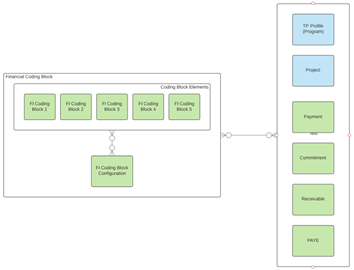 Financial Coding Block
Coding Block Elements
FI Coding
Block 1
FI Coding
Block 2
FI Coding
Block 3
FI Coding
Block 4
FI Coding
Block 5
FI Coding Block
Configuration
TP Profile
(Program)
Project
Payment
Commitment
Receivable
PAYE